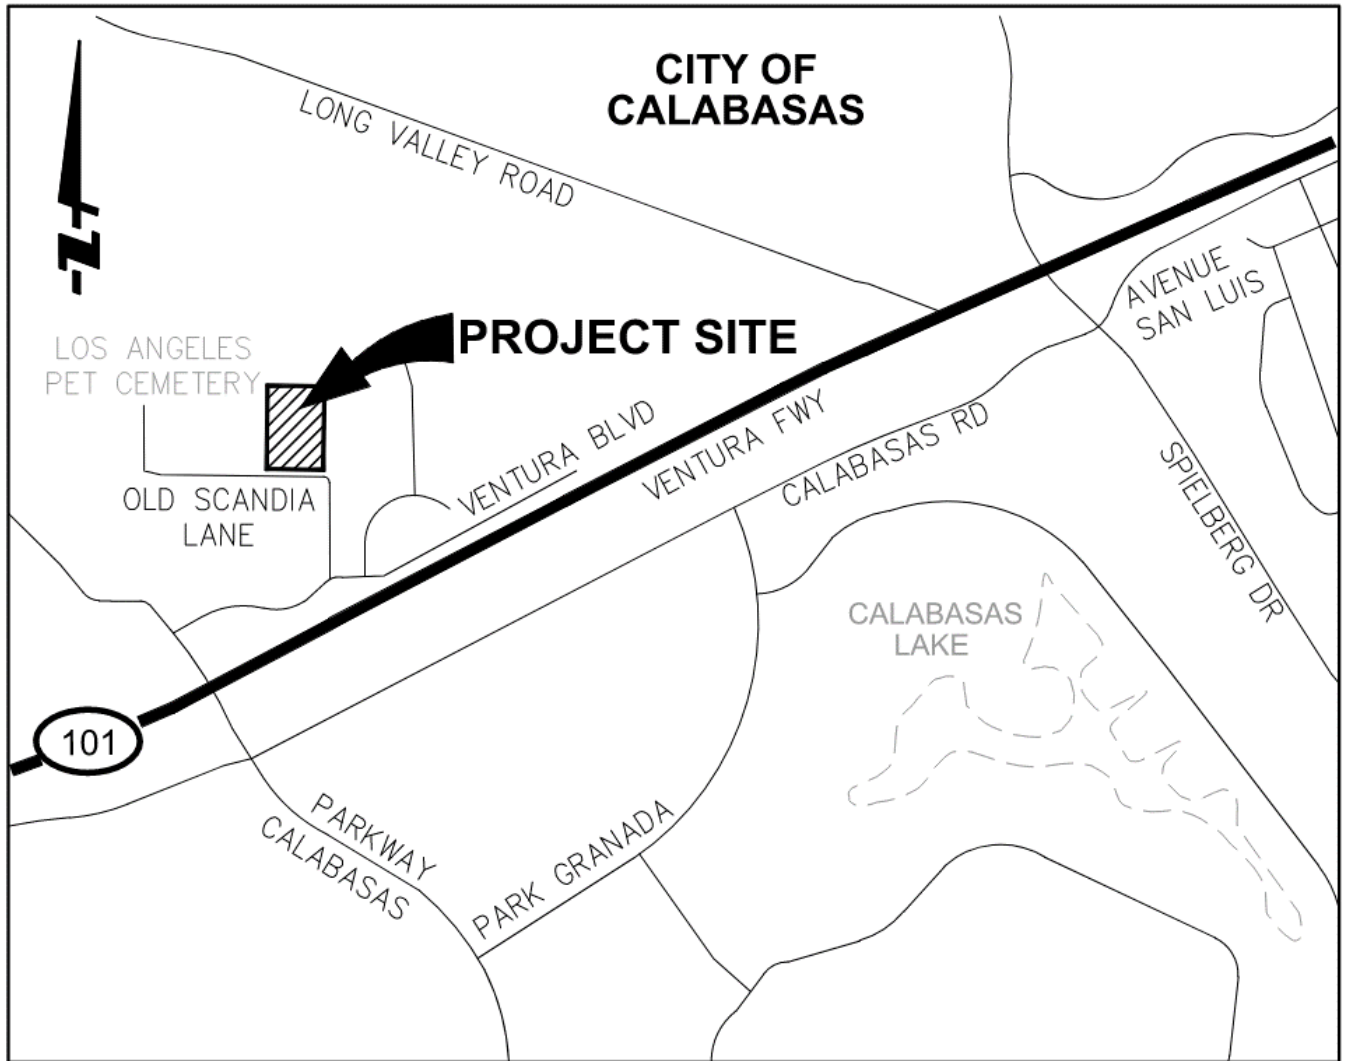 CITY OF
CALABASAS
LONG VALLEY ROAD
N
AVENUE
SAN LUIS
PROJECT SITE
LOS ANGELES
PET CEMETERY
VENTURA BLVD
VENTURA FWY
CALABASAS RD
OLD SCANDIA
LANE
SPIELBERG DR
CALABASAS
LAKE
101
PARKWAY
CALABASAS
PARK GRANADA